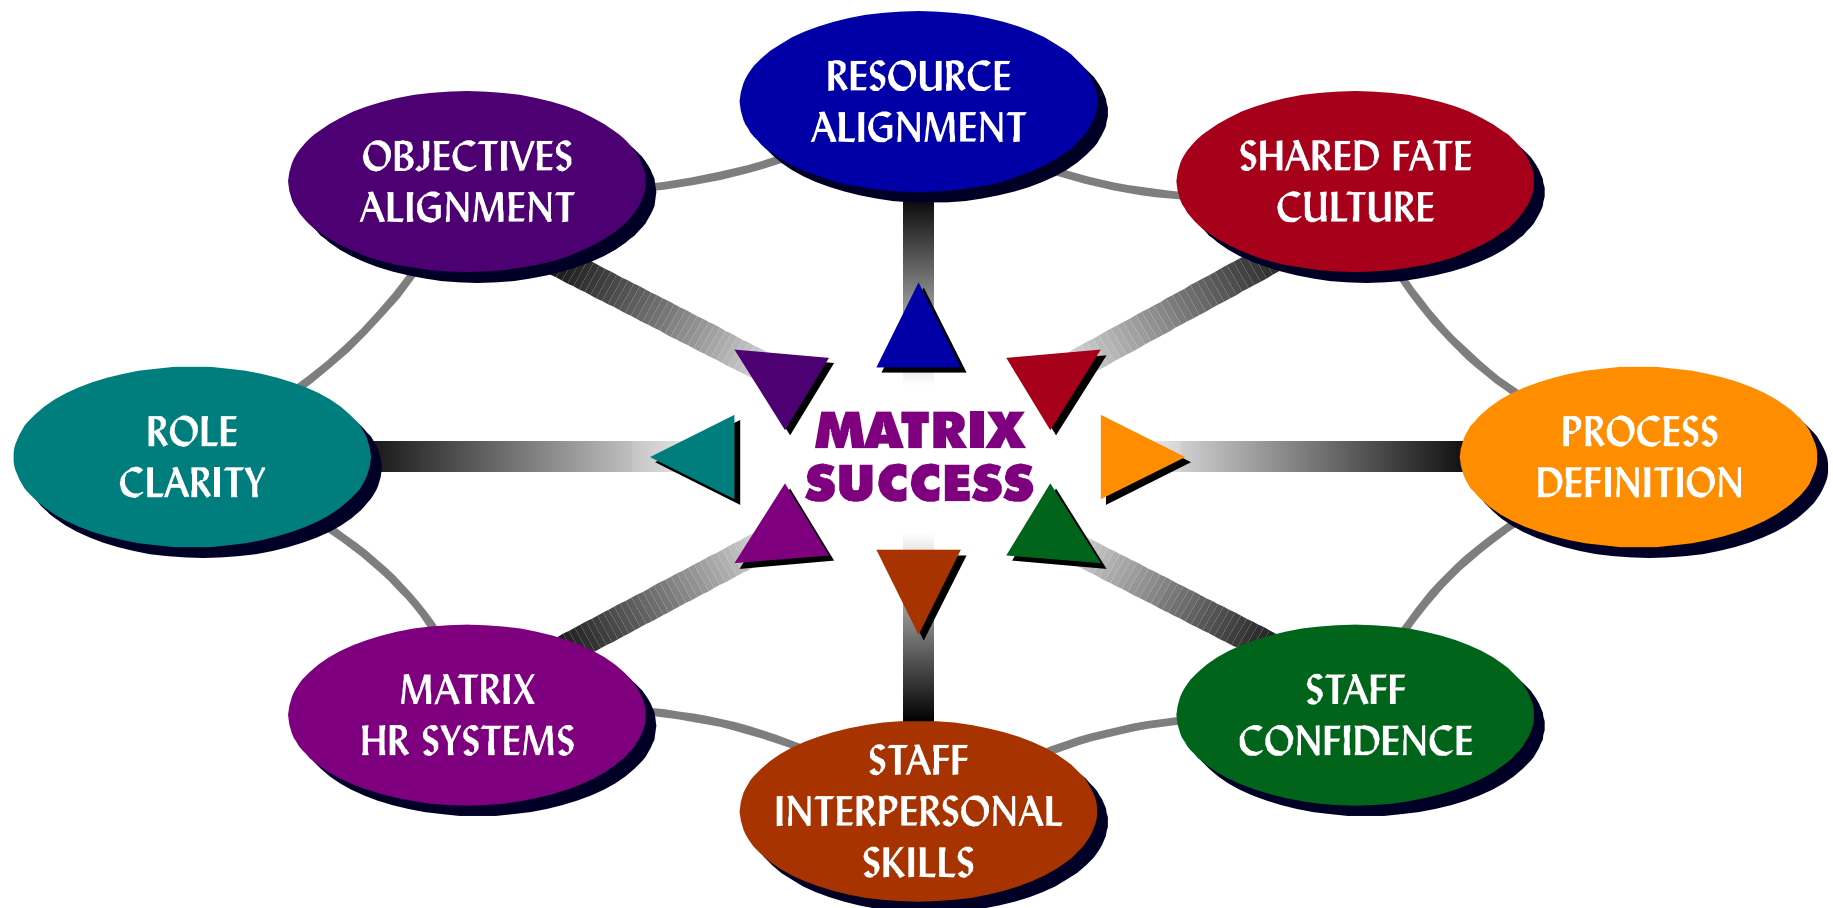 RESOURCE
ALIGNMENT
OBJECTIVES
ALIGNMENT
SHARED FATE
CULTURE
ROLE
CLARITY
MATRIX
SUCCESS
PROCESS
DEFINITION
MATRIX
HR SYSTEMS
STAFF
CONFIDENCE
STAFF
INTERPERSONAL
SKILLS